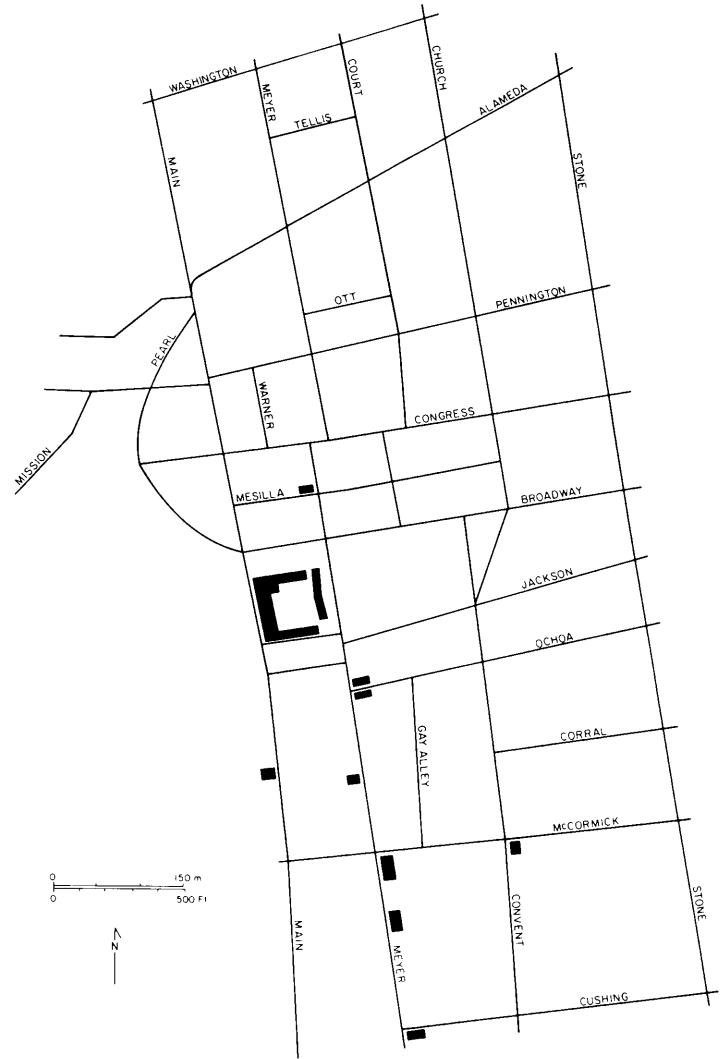 WASHINGTON
MEYER
COURT
CHURCH
TELLIS
ALAMEDA
MAIN
STONE
OTT
PENNINGTON
PEARL
WARNER
CONGRESS
MISSION
MESILLA
BROADWAY
JACKSON
OCHOA
GAY ALLEY
CORRAL
McCORMICK
0 150 m
0 500 FT
N
MAIN
MEYER
CONVENT
STONE
CUSHING